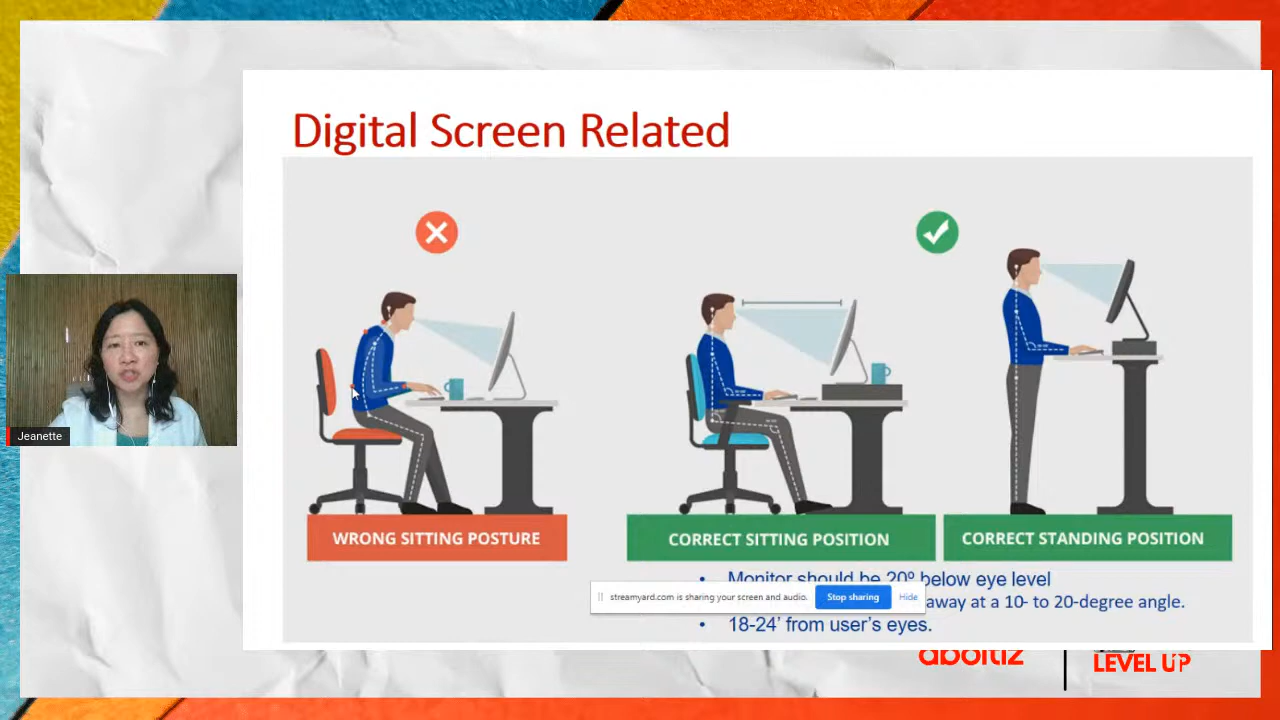 Digital Screen Related
Jeanette
WRONG SITTING POSTURE
CORRECT SITTING POSITION
CORRECT STANDING POSITION
• Monitor should be 20º below eye level
streamyard.com is sharing your screen and audio. Stop sharing Hide
away at a 10- to 20-degree angle.
• 18-24' from user's eyes.
aboitiz
LEVEL UP